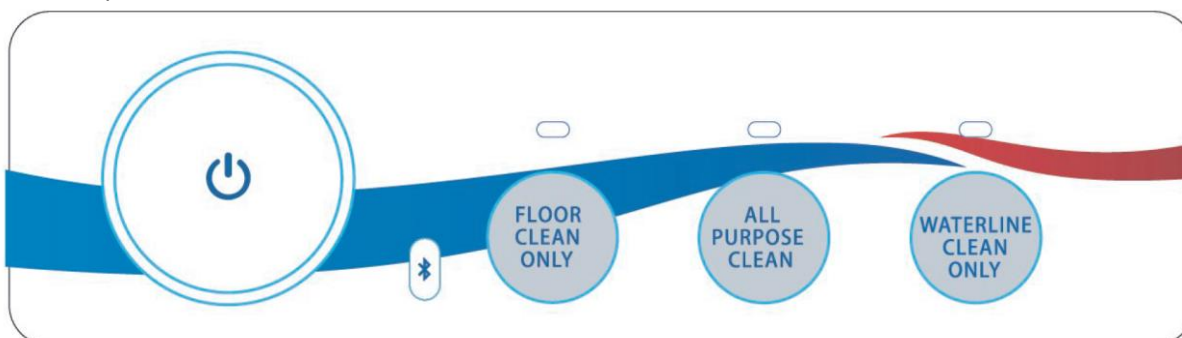 FLOOR
CLEAN
ONLY
ALL
PURPOSE
CLEAN
WATERLINE
CLEAN
ONLY